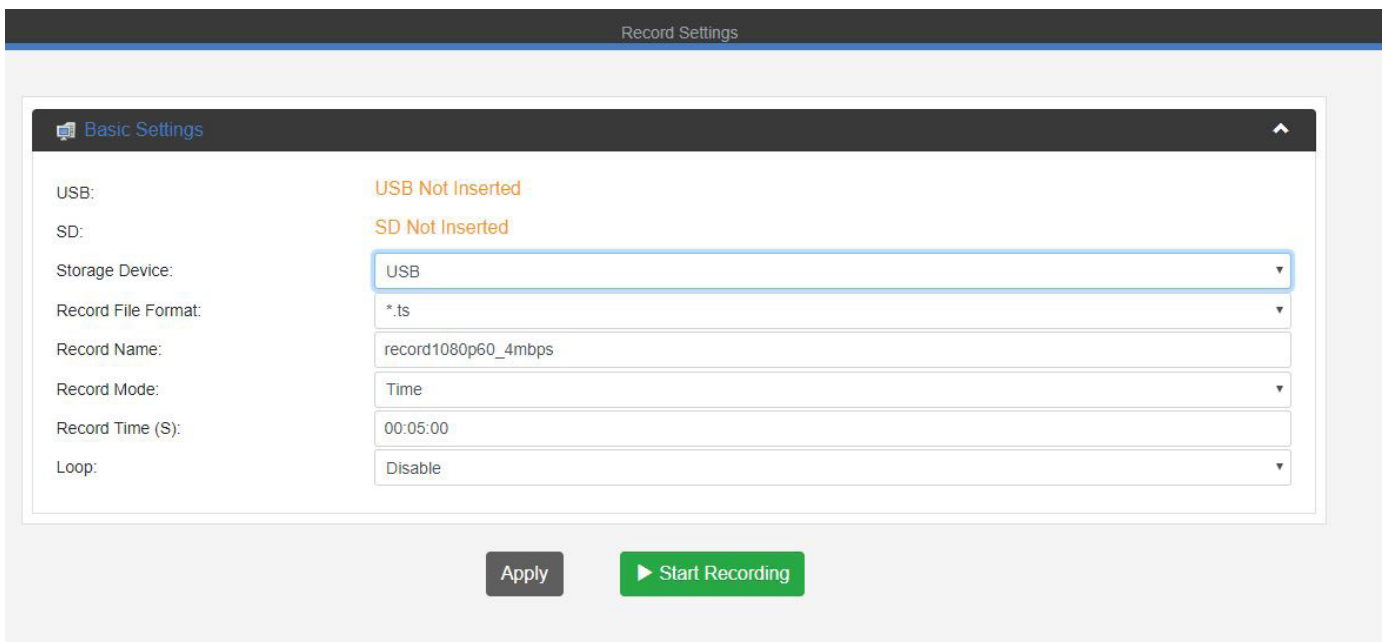 Record Settings
Basic Settings
USB: USB Not Inserted
SD: SD Not Inserted
Storage Device: USB
Record File Format: *.ts
Record Name: record1080p60_4mbps
Record Mode: Time
Record Time (S): 00:05:00
Loop: Disable
Apply Start Recording